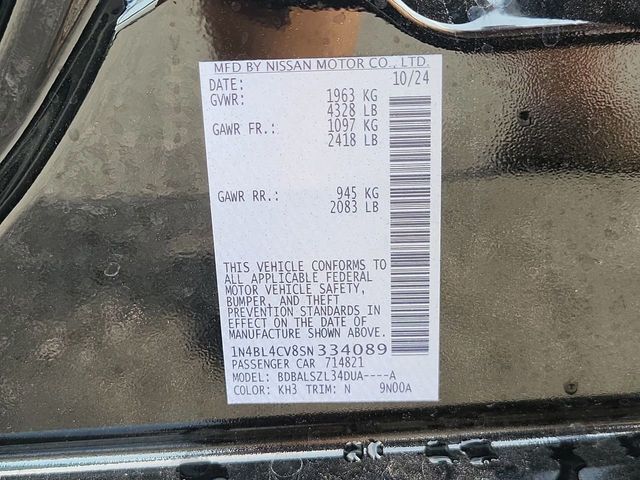 MFD BY NISSAN MOTOR CO., LTD.
DATE: 10/24
GVWR: 1963 KG
4328 LB
GAWR FR.: 1097 KG
2418 LB
GAWR RR.: 945 KG
2083 LB
THIS VEHICLE CONFORMS TO
ALL APPLICABLE FEDERAL
MOTOR VEHICLE SAFETY,
BUMPER, AND THEFT
PREVENTION STANDARDS IN
EFFECT ON THE DATE OF
MANUFACTURE SHOWN ABOVE.
1N4BL4CV8SN334089
PASSENGER CAR 714821
MODEL: BDBALSZL34DUA----A
COLOR: KH3 TRIM: N 9N00A